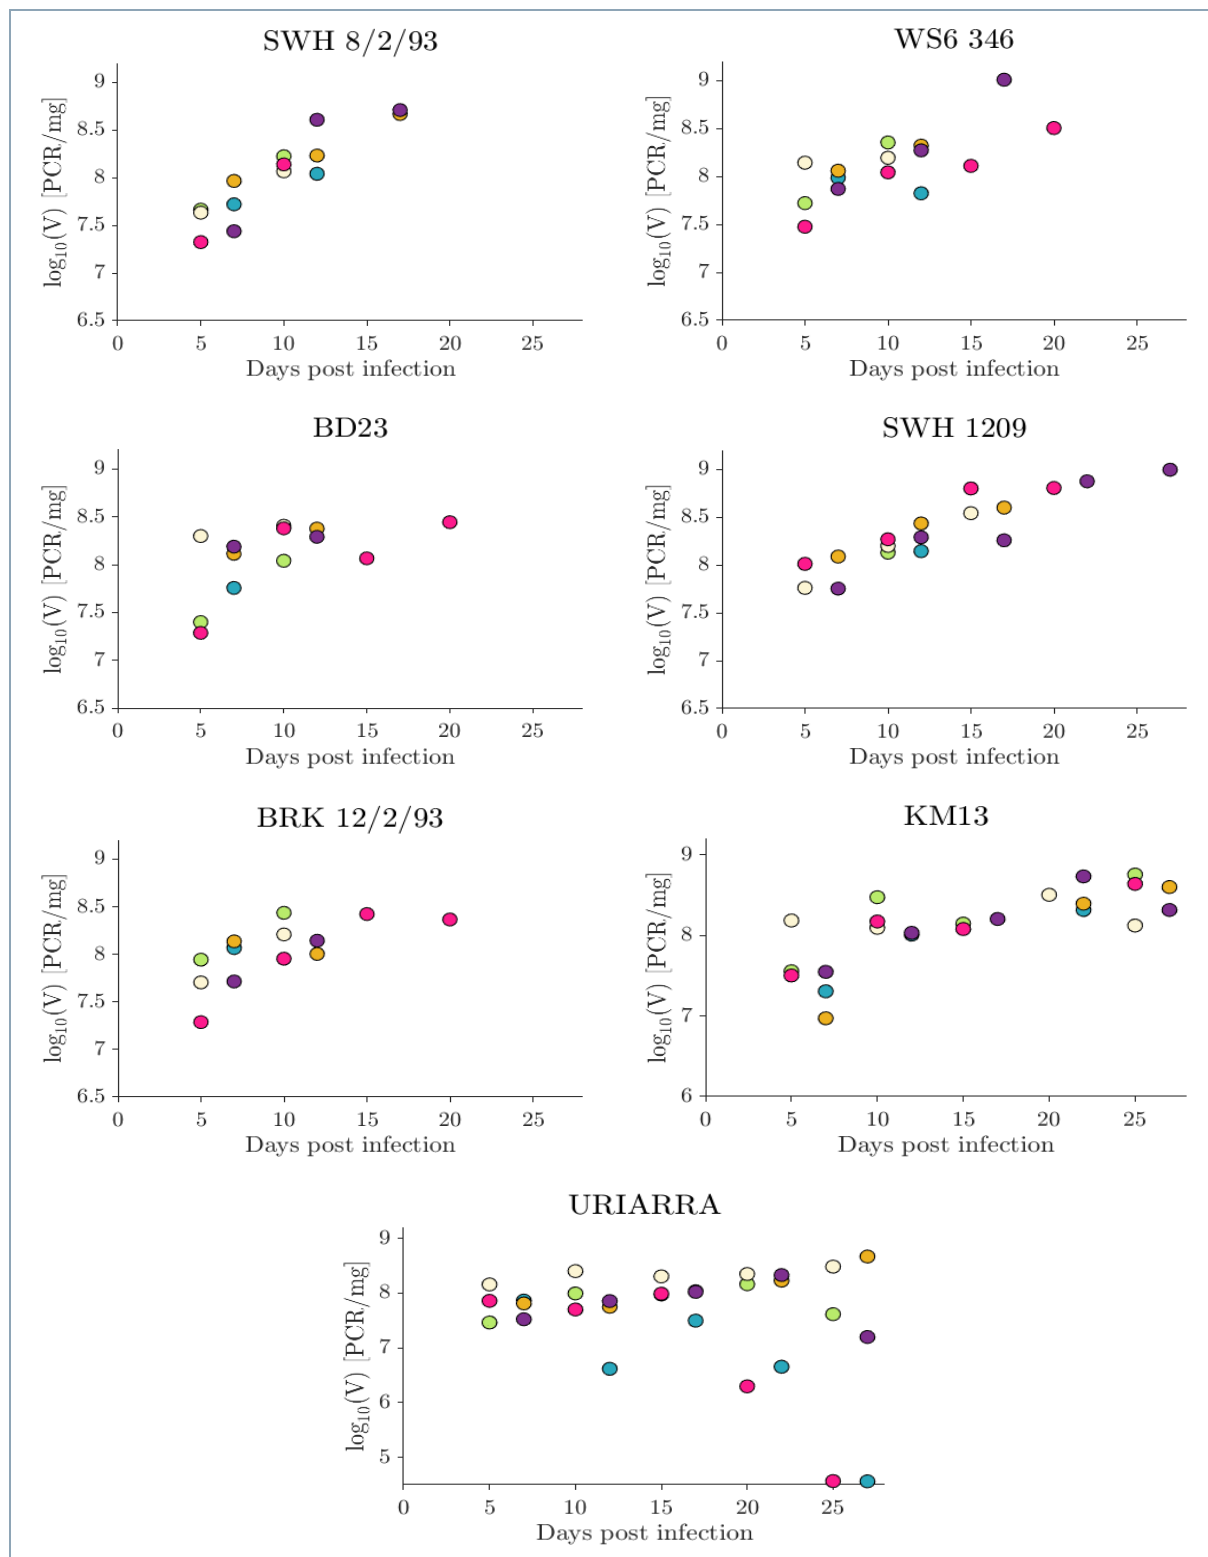 SWH 8/2/93
log₁₀(V) [PCR/mg]
9
8.5
8
7.5
7
6.5
0 5 10 15 20 25
Days post infection
WS6 346
log₁₀(V) [PCR/mg]
9
8.5
8
7.5
7
6.5
0 5 10 15 20 25
Days post infection
BD23
log₁₀(V) [PCR/mg]
9
8.5
8
7.5
7
6.5
0 5 10 15 20 25
Days post infection
SWH 1209
log₁₀(V) [PCR/mg]
9
8.5
8
7.5
7
6.5
0 5 10 15 20 25
Days post infection
BRK 12/2/93
log₁₀(V) [PCR/mg]
9
8.5
8
7.5
7
6.5
0 5 10 15 20 25
Days post infection
KM13
log₁₀(V) [PCR/mg]
9
8
7
6
0 5 10 15 20 25
Days post infection
URIARRA
log₁₀(V) [PCR/mg]
9
8
7
6
5
0 5 10 15 20 25
Days post infection